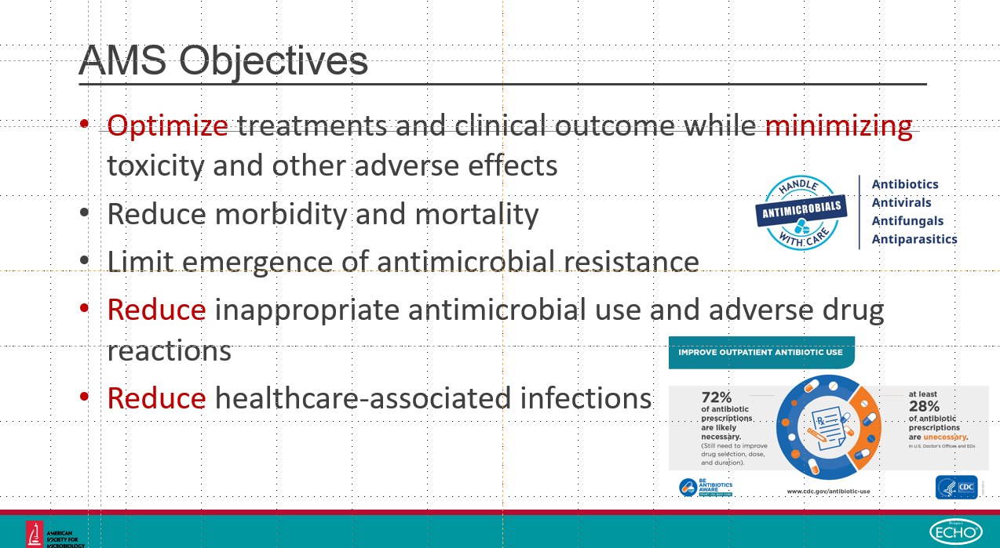 AMS Objectives
• Optimize treatments and clinical outcome while minimizing
toxicity and other adverse effects
• Reduce morbidity and mortality
• Limit emergence of antimicrobial resistance
• Reduce inappropriate antimicrobial use and adverse drug
reactions
• Reduce healthcare-associated infections
HANDLE
ANTIMICROBIALS
WITH CARE
Antibiotics
Antivirals
Antifungals
Antiparasitics
IMPROVE OUTPATIENT ANTIBIOTIC USE
72%
of antibiotic
prescriptions
are likely
necessary.
(Still need to improve
drug selection, dose,
and duration).
Rx
at least
28%
of antibiotic
prescriptions
are unnecessary.
in U.S. Doctor's Offices and EDs
BE
ANTIBIOTICS
AWARE
www.cdc.gov/antibiotic-use
CDC
AMERICAN
SOCIETY FOR
MICROBIOLOGY
Project
ECHO